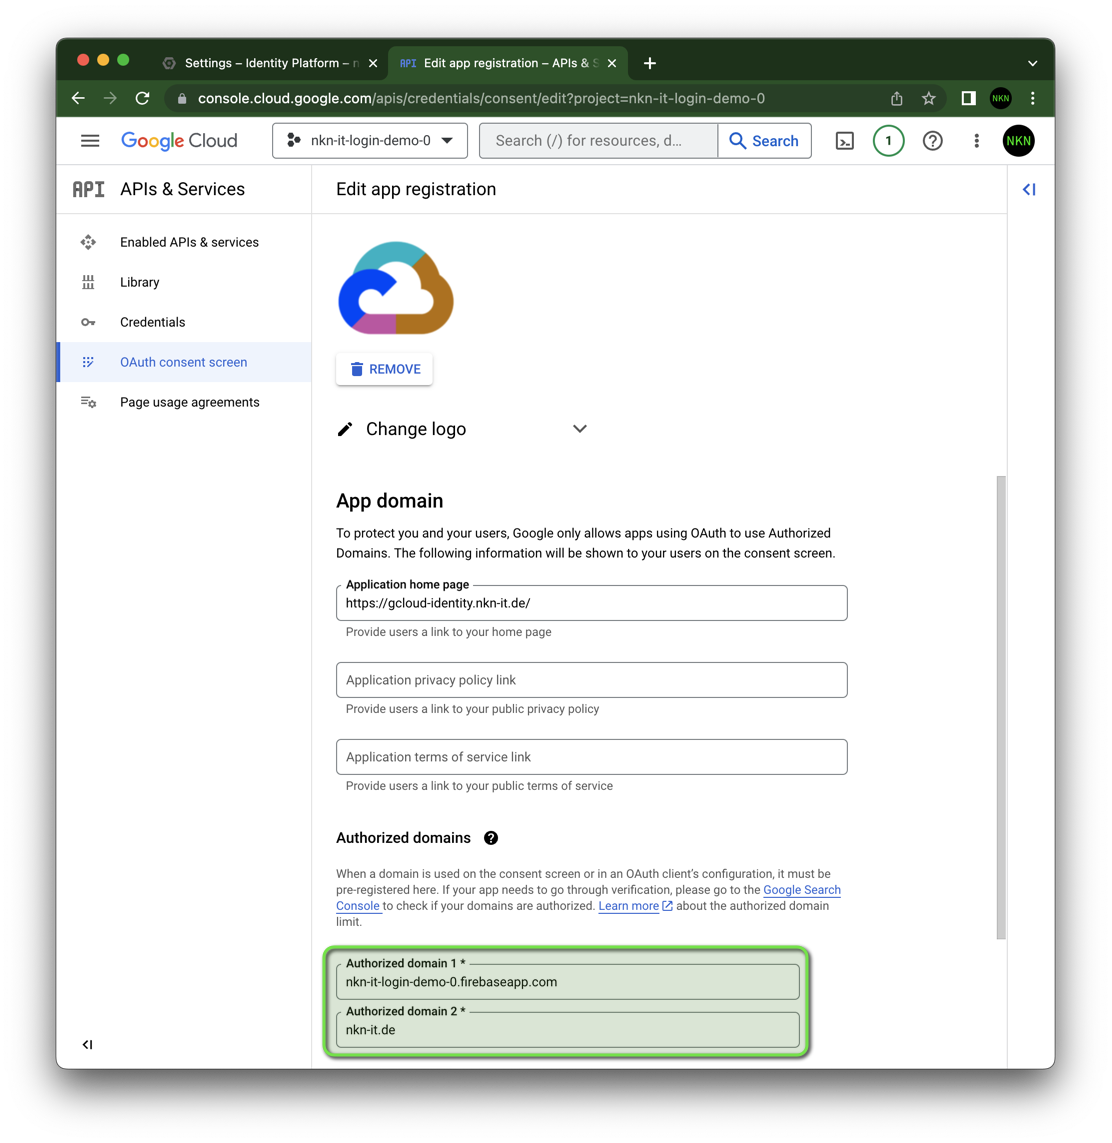 Settings – Identity Platform – n
API Edit app registration – APIs & S
console.cloud.google.com/apis/credentials/consent/edit?project=nkn-it-login-demo-0
NKN
Google Cloud
nkn-it-login-demo-0
Search (/) for resources, d...
Search
1
NKN
API APIs & Services
Edit app registration
Enabled APIs & services
Library
Credentials
OAuth consent screen
Page usage agreements
REMOVE
Change logo
App domain
To protect you and your users, Google only allows apps using OAuth to use Authorized
Domains. The following information will be shown to your users on the consent screen.
Application home page
https://gcloud-identity.nkn-it.de/
Provide users a link to your home page
Application privacy policy link
Provide users a link to your public privacy policy
Application terms of service link
Provide users a link to your public terms of service
Authorized domains
When a domain is used on the consent screen or in an OAuth client's configuration, it must be
pre-registered here. If your app needs to go through verification, please go to the Google Search
Console to check if your domains are authorized. Learn more about the authorized domain
limit.
Authorized domain 1 *
nkn-it-login-demo-0.firebaseapp.com
Authorized domain 2 *
nkn-it.de